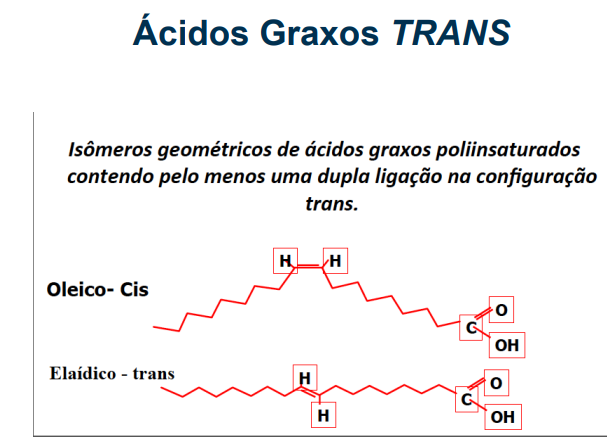 Ácidos Graxos TRANS
Isômeros geométricos de ácidos graxos poliinsaturados
contendo pelo menos uma dupla ligação na configuração
trans.
H H
Oleico- Cis
O
C
OH
Elaídico - trans
H
O
C
H
OH